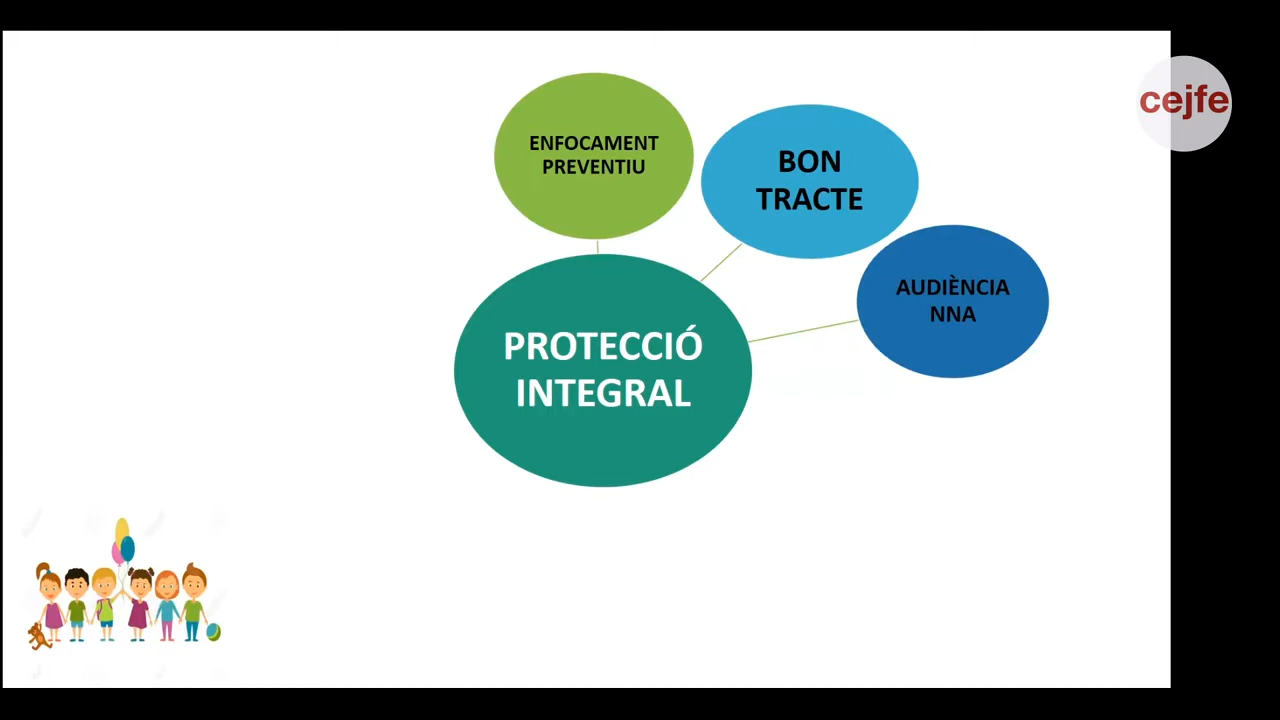 ENFOCAMENT
PREVENTIU
BON
TRACTE
AUDIÈNCIA
NNA
PROTECCIÓ
INTEGRAL
cejfe